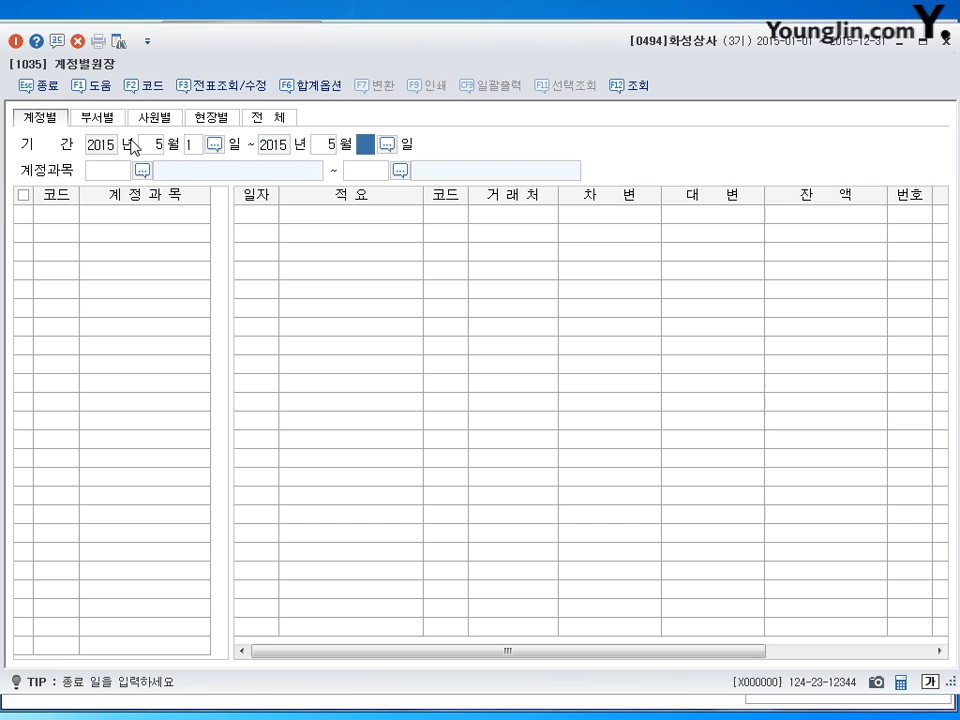 YoungJin.com Y.
[0494]화성상사 (3기) 2015-01-01 ~ 2015-12-31
[1035] 계정별원장
Esc 종료 F1 도움 F2 코드 F3 전표조회/수정 F6 합계옵션 F7 변환 F9 인쇄 CF9 일괄출력 F11 선택조회 F12 조회
계정별 부서별 사원별 현장별 전 체
기 간 2015 년 5 월 1 일 ~ 2015 년 5 월 일
계정과목 ~
코드 계 정 과 목 일자 적 요 코드 거 래 처 차 변 대 변 잔 액 번호
TIP : 종료 일을 입력하세요 [X000000] 124-23-12344 가